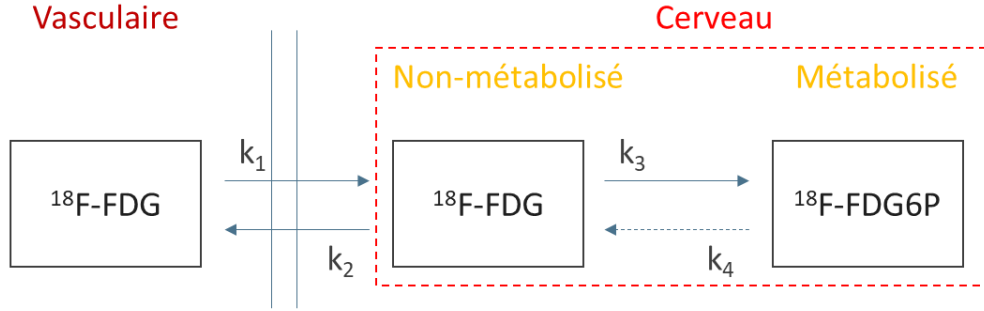 Vasculaire
Cerveau
Non-métabolisé
Métabolisé
k₁
k₃
¹⁸F-FDG
¹⁸F-FDG
¹⁸F-FDG6P
k₂
k₄